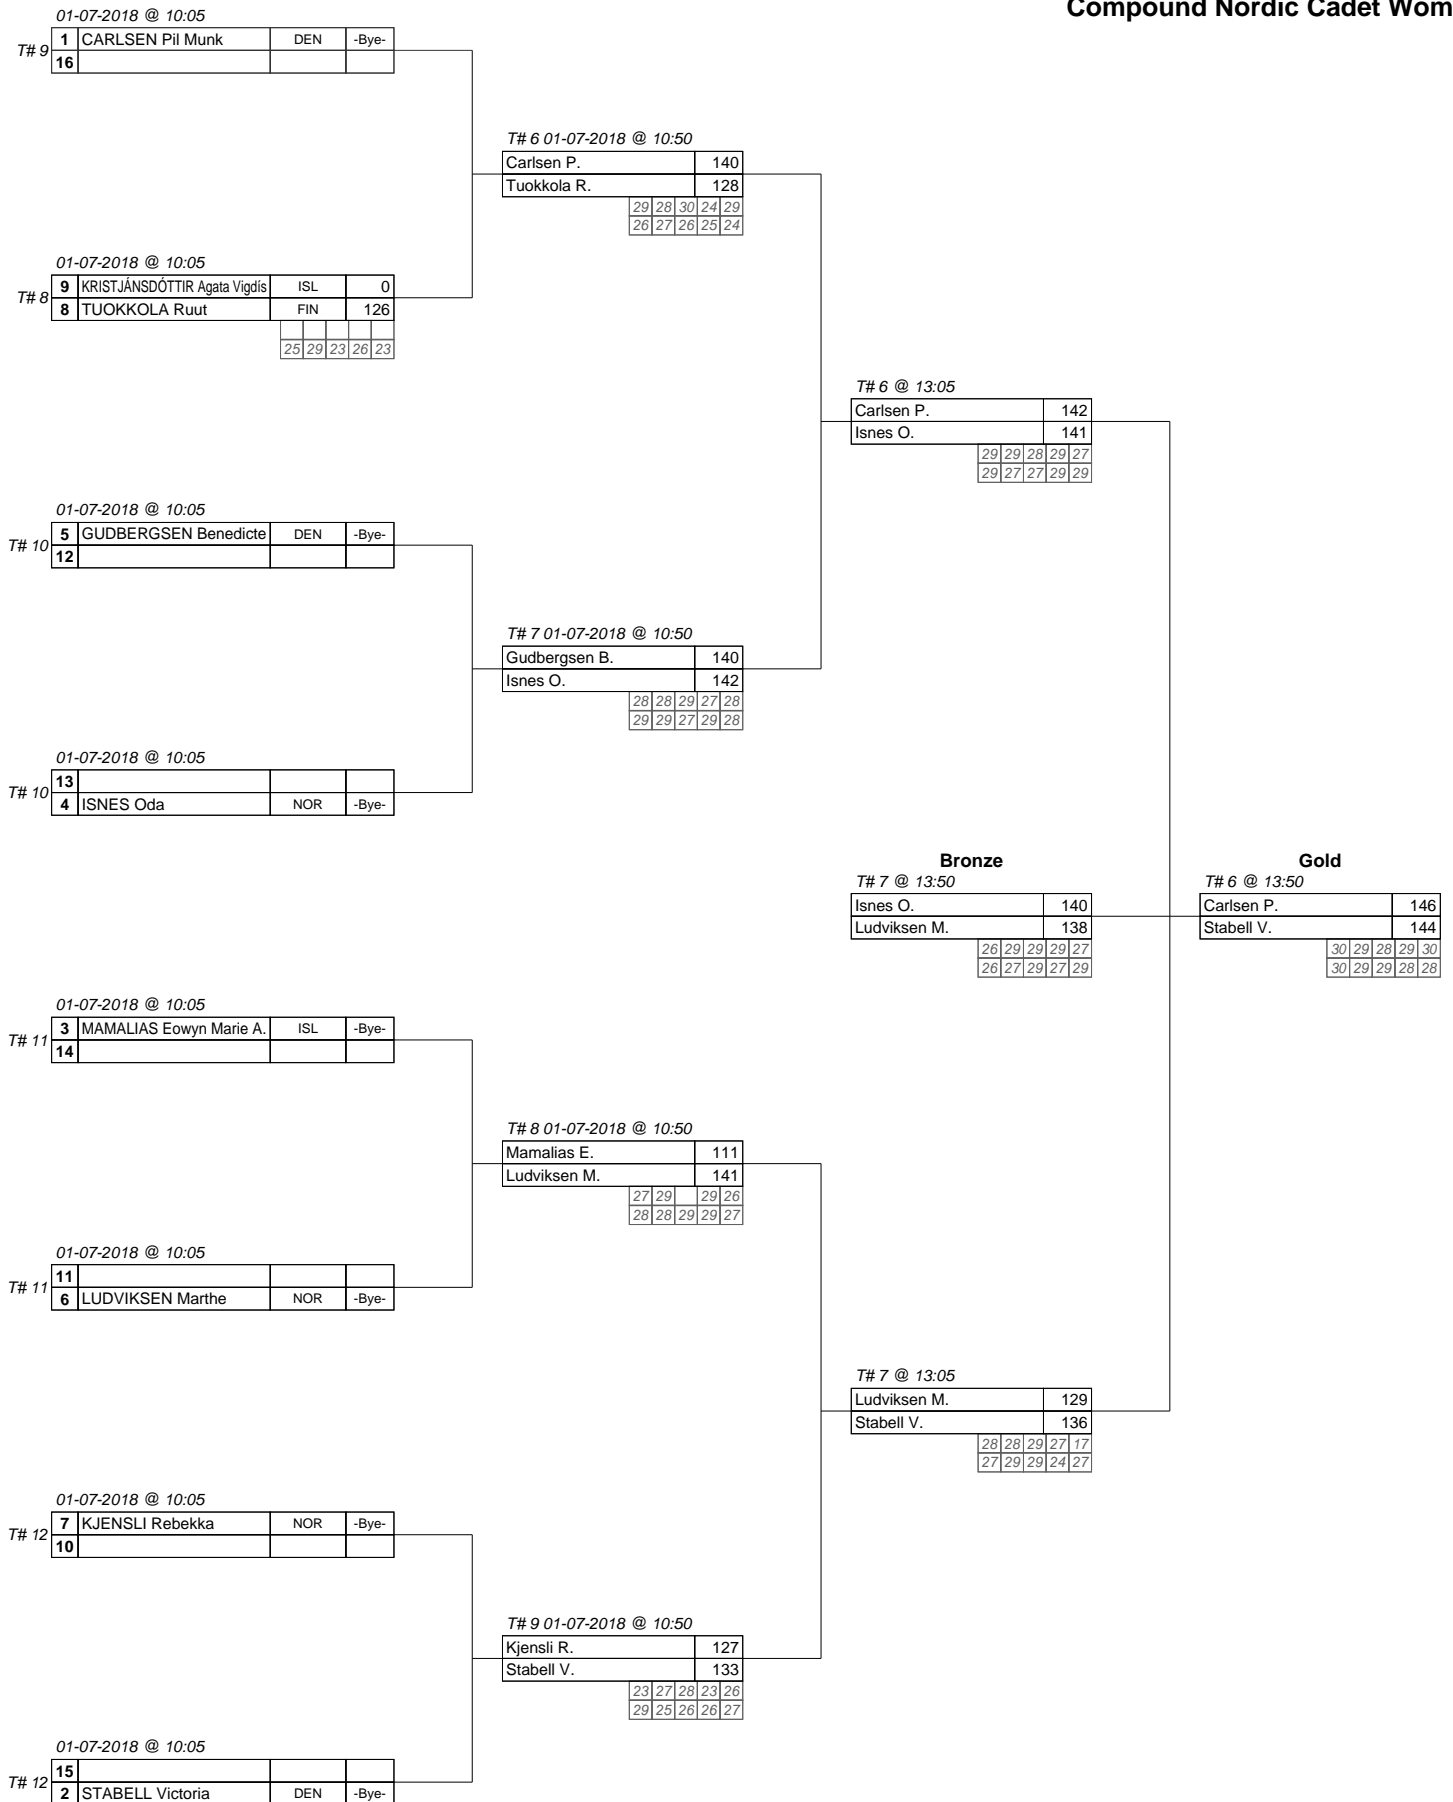 Compound Nordic Cadet Wom
01-07-2018 @ 10:05
T# 9
1 CARLSEN Pil Munk DEN -Bye-
16
T# 6 01-07-2018 @ 10:50
Carlsen P. 140
Tuokkola R. 128
29 28 30 24 29
26 27 26 25 24
01-07-2018 @ 10:05
T# 8
9 KRISTJÁNSDÓTTIR Agata Vigdís ISL 0
8 TUOKKOLA Ruut FIN 126
25 29 23 26 23
T# 6 @ 13:05
Carlsen P. 142
Isnes O. 141
29 29 28 29 27
29 27 27 29 29
01-07-2018 @ 10:05
T# 10
5 GUDBERGSEN Benedicte DEN -Bye-
12
T# 7 01-07-2018 @ 10:50
Gudbergsen B. 140
Isnes O. 142
28 28 29 27 28
29 29 27 29 28
01-07-2018 @ 10:05
T# 10
13
4 ISNES Oda NOR -Bye-
Bronze
T# 7 @ 13:50
Isnes O. 140
Ludviksen M. 138
26 29 29 29 27
26 27 29 27 29
Gold
T# 6 @ 13:50
Carlsen P. 146
Stabell V. 144
30 29 28 29 30
30 29 29 28 28
01-07-2018 @ 10:05
T# 11
3 MAMALIAS Eowyn Marie A. ISL -Bye-
14
T# 8 01-07-2018 @ 10:50
Mamalias E. 111
Ludviksen M. 141
27 29 29 26
28 28 29 29 27
01-07-2018 @ 10:05
T# 11
11
6 LUDVIKSEN Marthe NOR -Bye-
T# 7 @ 13:05
Ludviksen M. 129
Stabell V. 136
28 28 29 27 17
27 29 29 24 27
01-07-2018 @ 10:05
T# 12
7 KJENSLI Rebekka NOR -Bye-
10
T# 9 01-07-2018 @ 10:50
Kjensli R. 127
Stabell V. 133
23 27 28 23 26
29 25 26 26 27
01-07-2018 @ 10:05
T# 12
15
2 STABELL Victoria DEN -Bye-